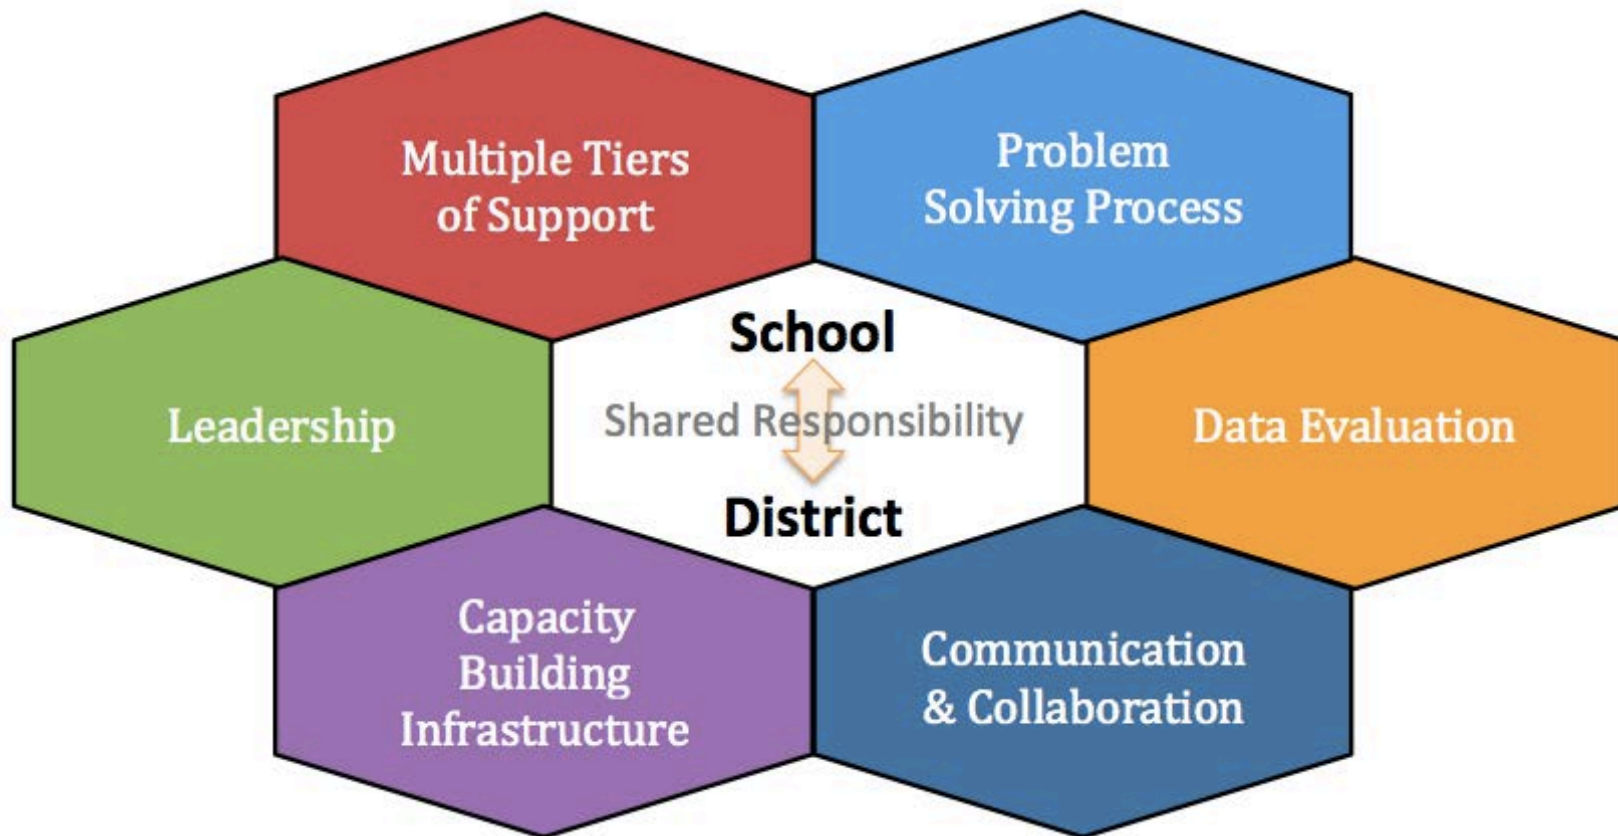 Multiple Tiers
of Support
Problem
Solving Process
Leadership
School
Shared Responsibility
District
Data Evaluation
Capacity
Building
Infrastructure
Communication
& Collaboration